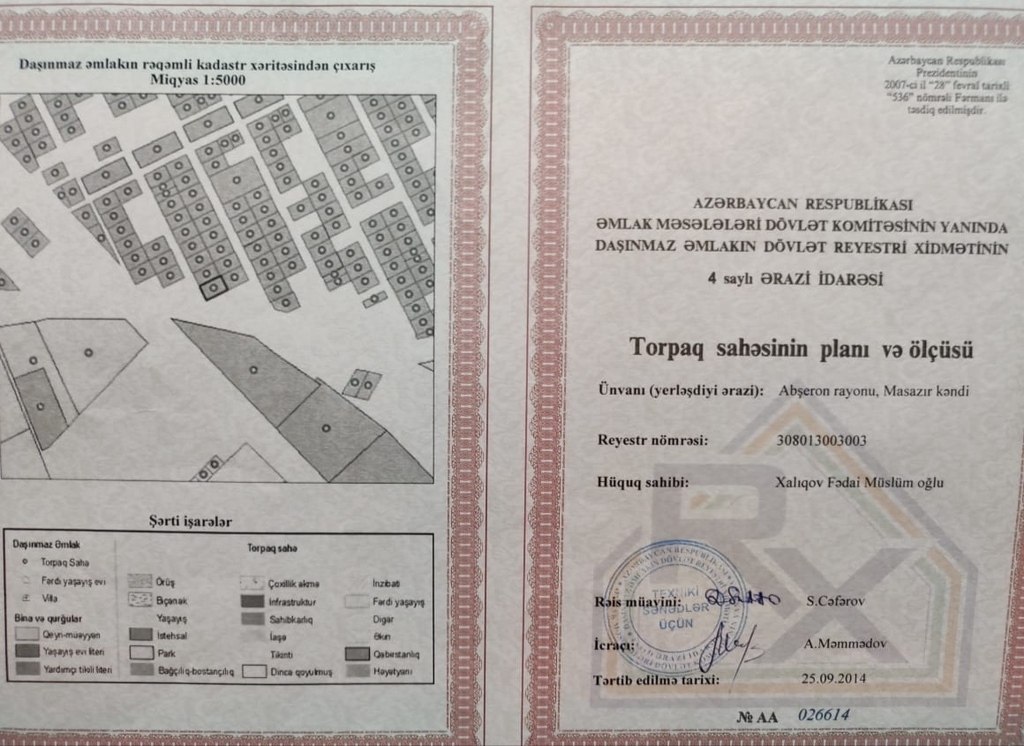 Daşınmaz əmlakın rəqəmli kadastr xəritəsindən çıxarış
Miqyas 1:5000
Şərti işarələr
Daşınmaz Əmlak
Torpaq Sahə
Fərdi yaşayış evi
Villa
Bina və qurğular
Qeyri-müəyyən
Yaşayış evi literi
Yardımçı tikili literi
Torpaq sahə
Örüş
Biçənək
Yaşayış
İstehsal
Park
Bağçılıq-bostançılıq
Çoxillik əkmə
İnfrastruktur
Sahibkarlıq
İaşə
Tikinti
Dincə qoyulmuş
İnzibati
Fərdi yaşayış
Digər
Əkin
Qəbiristanlıq
Həyətyanı
Azərbaycan Respublikası
Prezidentinin
2007-ci il "28" fevral tarixli
"536" nömrəli Fərmanı ilə
təsdiq edilmişdir.
AZƏRBAYCAN RESPUBLİKASI
ƏMLAK MƏSƏLƏLƏRİ DÖVLƏT KOMİTƏSİNİN YANINDA
DAŞINMAZ ƏMLAKIN DÖVLƏT REYESTRİ XİDMƏTİNİN
4 saylı ƏRAZİ İDARƏSİ
Torpaq sahəsinin planı və ölçüsü
Ünvanı (yerləşdiyi ərazi): Abşeron rayonu, Masazır kəndi
Reyestr nömrəsi: 308013003003
Hüquq sahibi: Xalıqov Fədai Müslüm oğlu
TEXNİKİ
SƏNƏDLƏR
ÜÇÜN
Rəis müavini: S.Cəfərov
İcraçı: A.Məmmədov
Tərtib edilmə tarixi: 25.09.2014
№ AA 026614